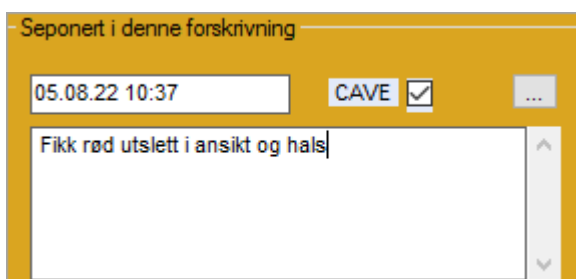 Seponert i denne forskrivning
05.08.22 10:37 CAVE ...
Fikk rød utslett i ansikt og hals